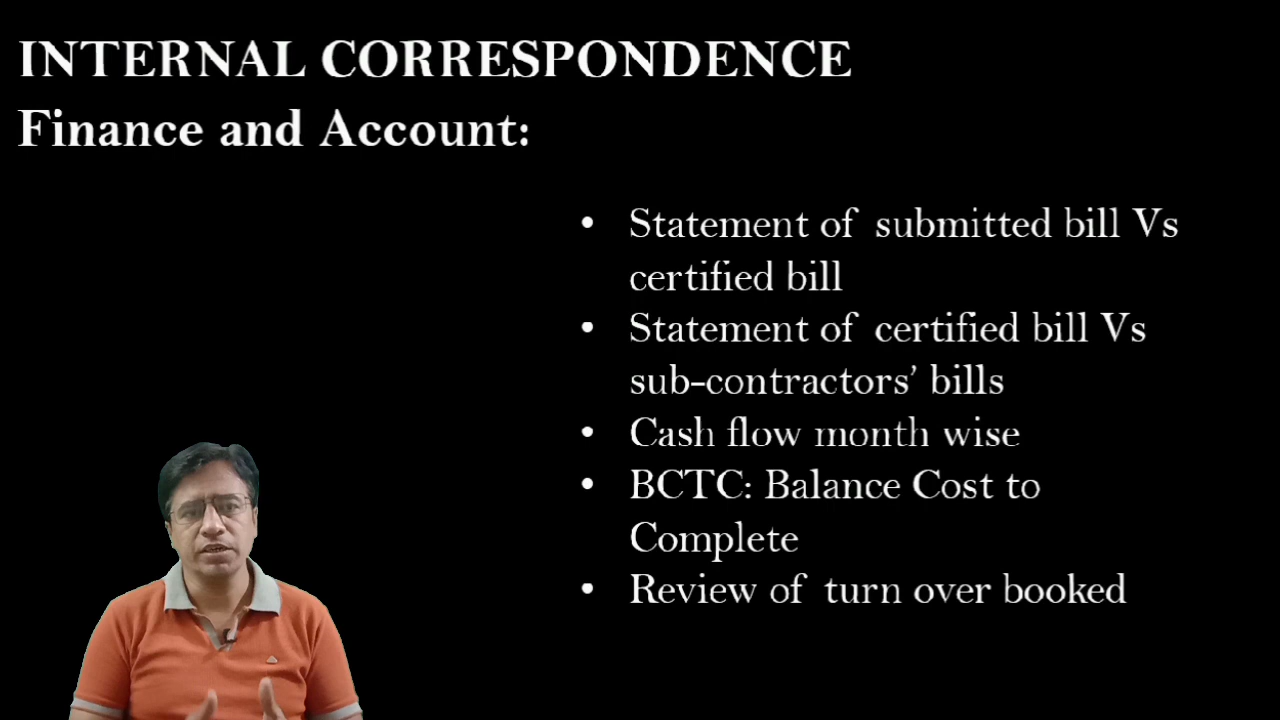 INTERNAL CORRESPONDENCE
Finance and Account:
• Statement of submitted bill Vs
certified bill
• Statement of certified bill Vs
sub-contractors’ bills
• Cash flow month wise
• BCTC: Balance Cost to
Complete
• Review of turn over booked